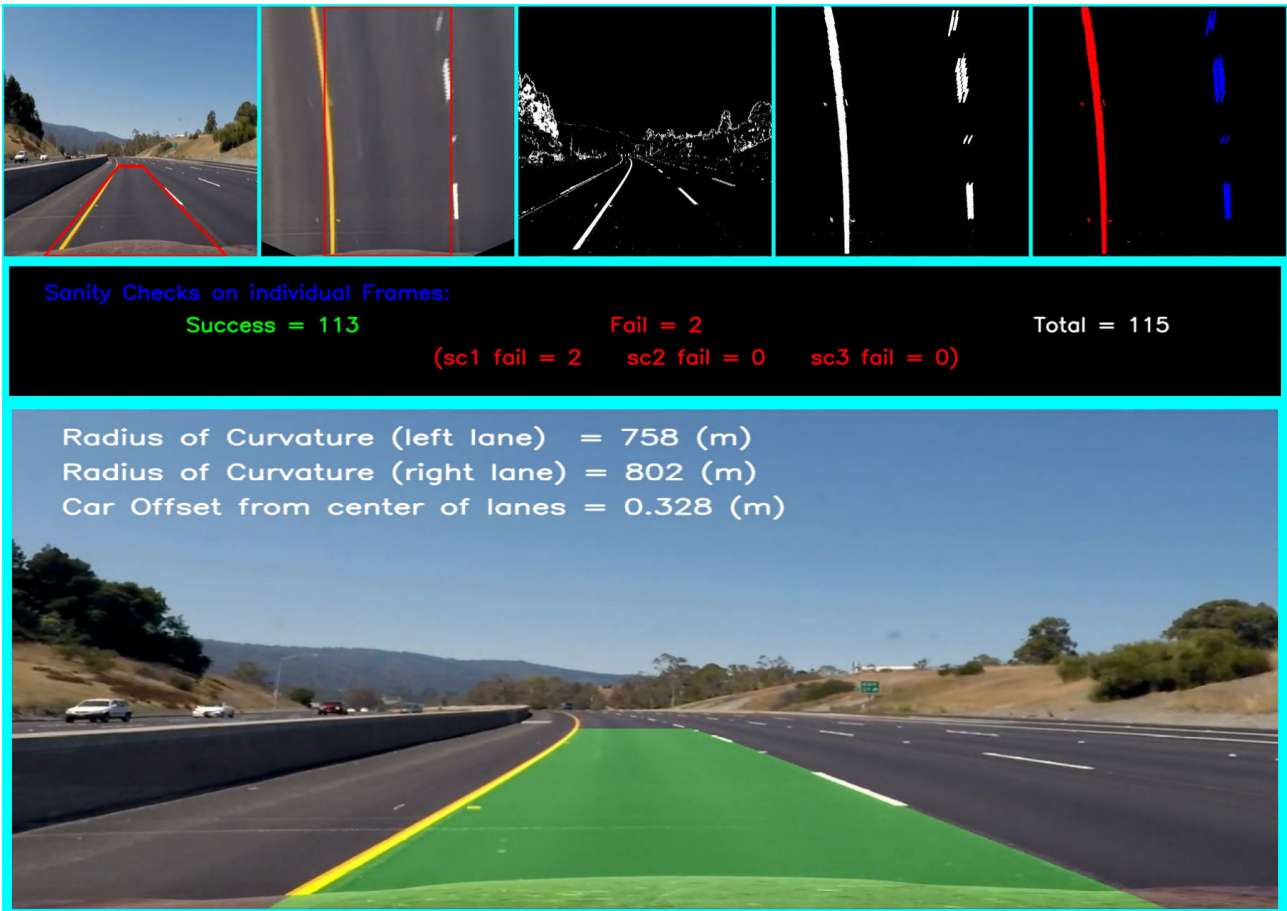 Sanity Checks on individual Frames:
Success = 113 Fail = 2 Total = 115
(sc1 fail = 2 sc2 fail = 0 sc3 fail = 0)
Radius of Curvature (left lane) = 758 (m)
Radius of Curvature (right lane) = 802 (m)
Car Offset from center of lanes = 0.328 (m)